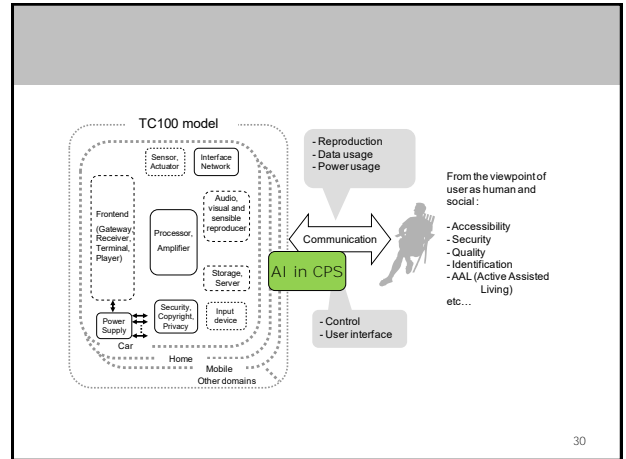 TC100 model
Sensor,
Actuator
Interface
Network
Frontend
(Gateway,
Receiver,
Terminal,
Player)
Processor,
Amplifier
Audio,
visual and
sensible
reproducer
Storage,
Server
Power
Supply
Security,
Copyright,
Privacy
Input
device
Car
Home
Mobile
Other domains
- Reproduction
- Data usage
- Power usage
Communication
AI in CPS
- Control
- User interface
From the viewpoint of
user as human and
social :
- Accessibility
- Security
- Quality
- Identification
- AAL (Active Assisted
Living)
etc…
30